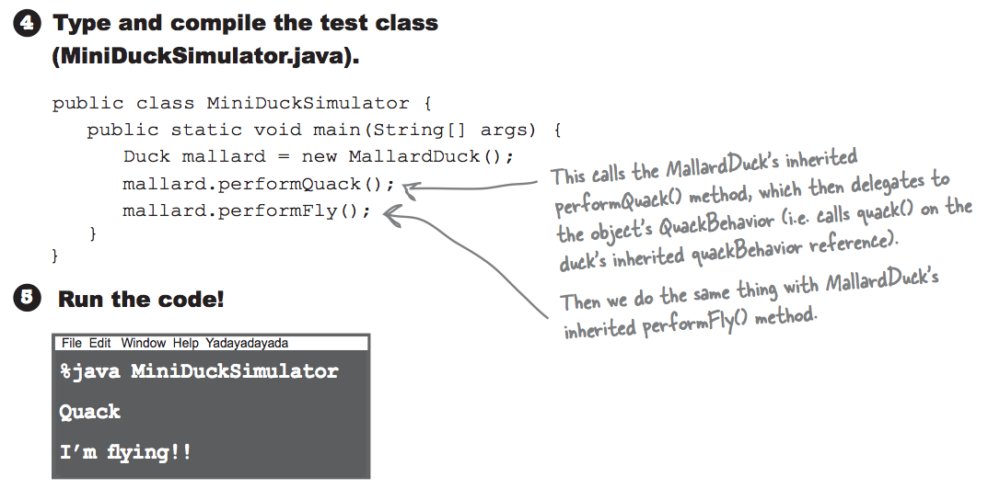 4 Type and compile the test class
(MiniDuckSimulator.java).
public class MiniDuckSimulator {
public static void main(String[] args) {
Duck mallard = new MallardDuck();
mallard.performQuack();
mallard.performFly();
}
}
This calls the MallardDuck's inherited
performQuack() method, which then delegates to
the object's QuackBehavior (i.e. calls quack() on the
duck's inherited quackBehavior reference).
Then we do the same thing with MallardDuck's
inherited performFly() method.
5 Run the code!
File Edit Window Help Yadayadayada
%java MiniDuckSimulator
Quack
I’m flying!!